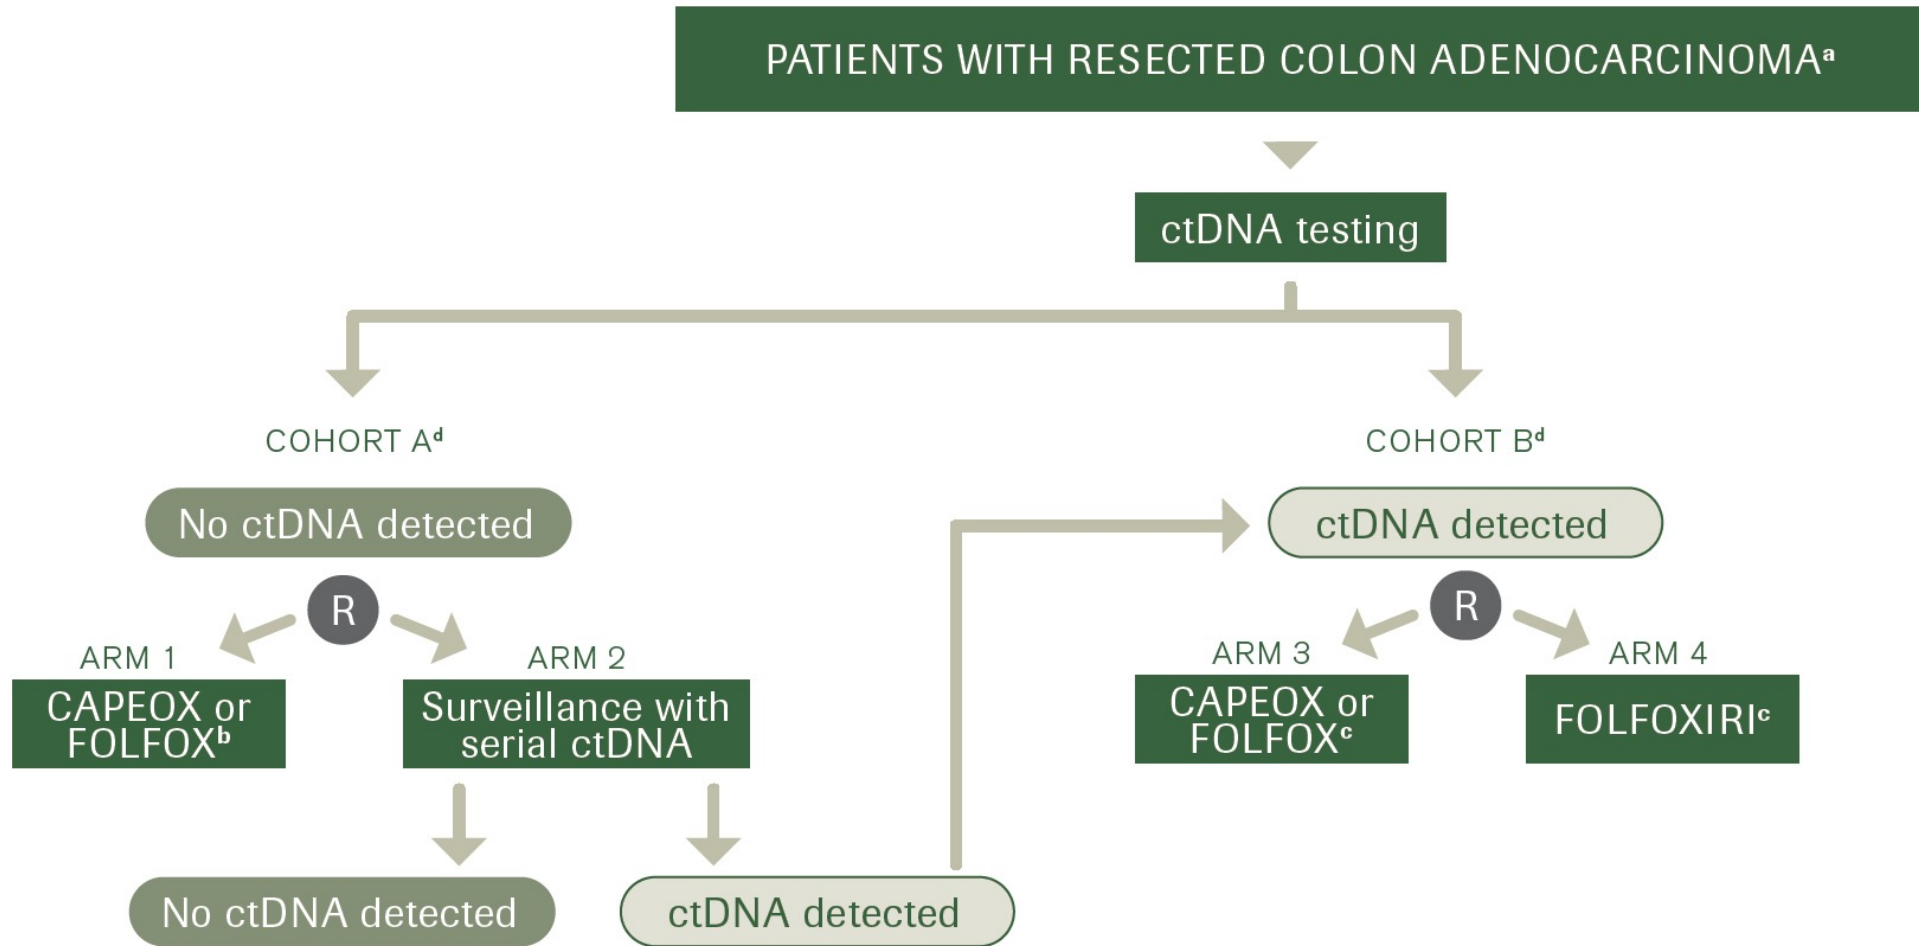 PATIENTS WITH RESECTED COLON ADENOCARCINOMAᵃ
ctDNA testing
COHORT Aᵈ
COHORT Bᵈ
No ctDNA detected
ctDNA detected
R
R
ARM 1
ARM 2
ARM 3
ARM 4
CAPEOX or
FOLFOXᵇ
Surveillance with
serial ctDNA
CAPEOX or
FOLFOXᶜ
FOLFOXIRIᶜ
No ctDNA detected
ctDNA detected